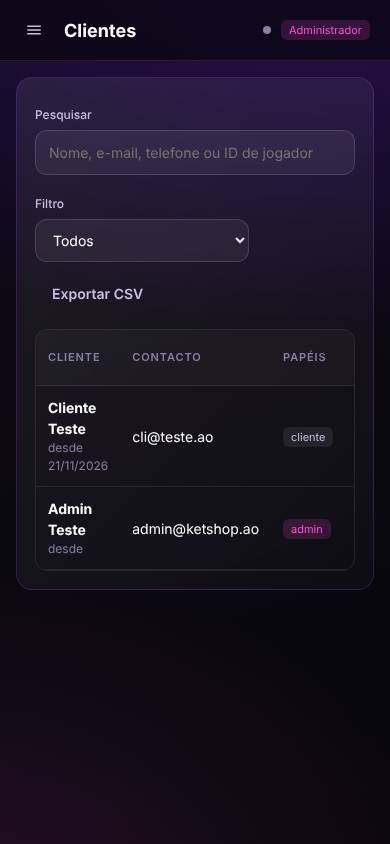 Clientes
Administrador
Pesquisar
Nome, e-mail, telefone ou ID de jogador
Filtro
Todos
Exportar CSV
CLIENTE CONTACTO PAPÉIS
Cliente
Teste
desde
21/11/2026
cli@teste.ao
cliente
Admin
Teste
desde
admin@ketshop.ao
admin